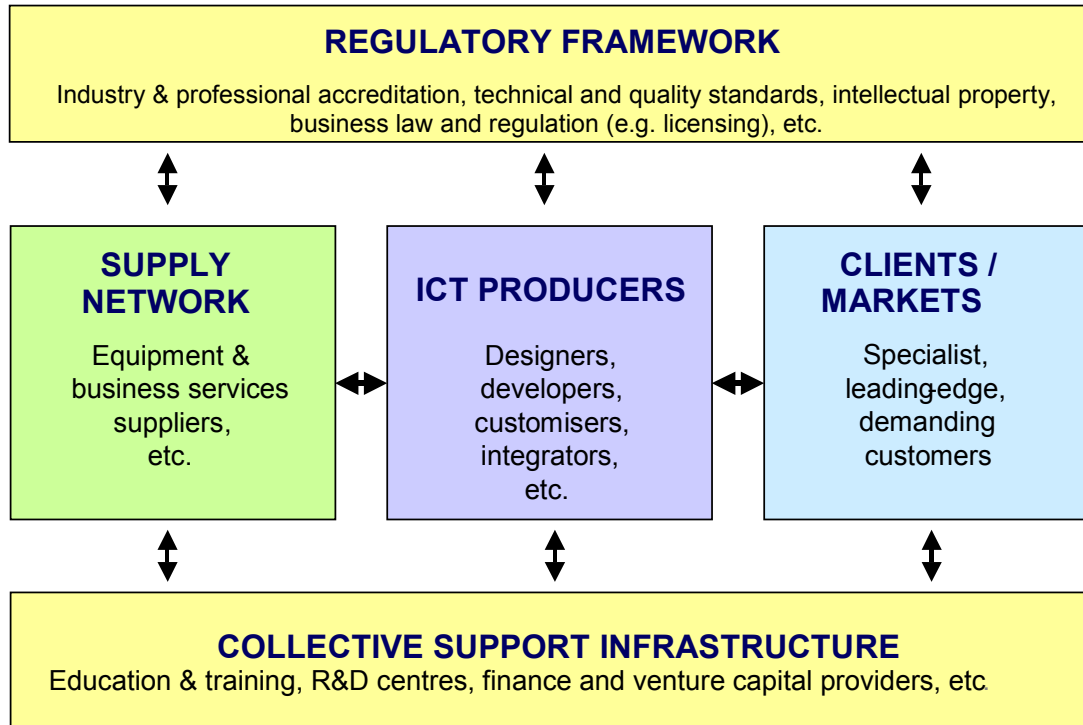 REGULATORY FRAMEWORK
Industry & professional accreditation, technical and quality standards, intellectual property,
business law and regulation (e.g. licensing), etc.
SUPPLY
NETWORK
Equipment &
business services
suppliers,
etc.
ICT PRODUCERS
Designers,
developers,
customisers,
integrators,
etc.
CLIENTS /
MARKETS
Specialist,
leading-edge,
demanding
customers
COLLECTIVE SUPPORT INFRASTRUCTURE
Education & training, R&D centres, finance and venture capital providers, etc.